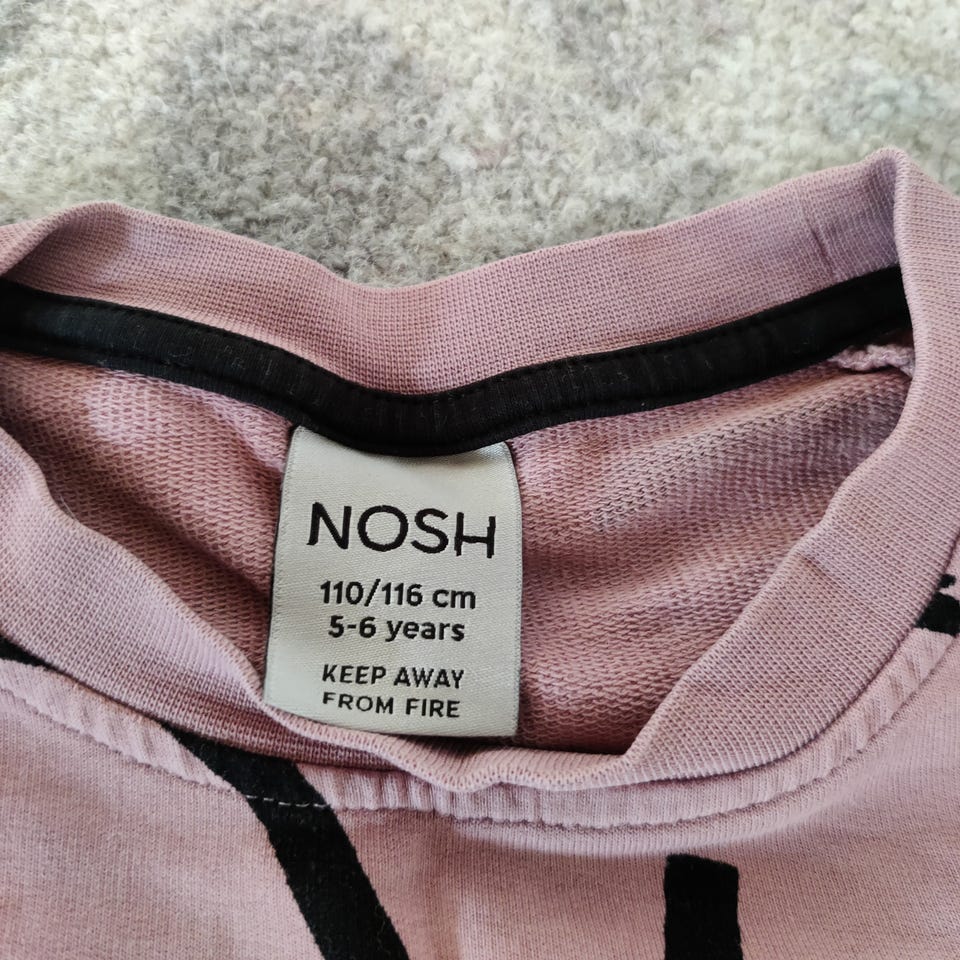 NOSH
110/116 cm
5-6 years
KEEP AWAY
FROM FIRE